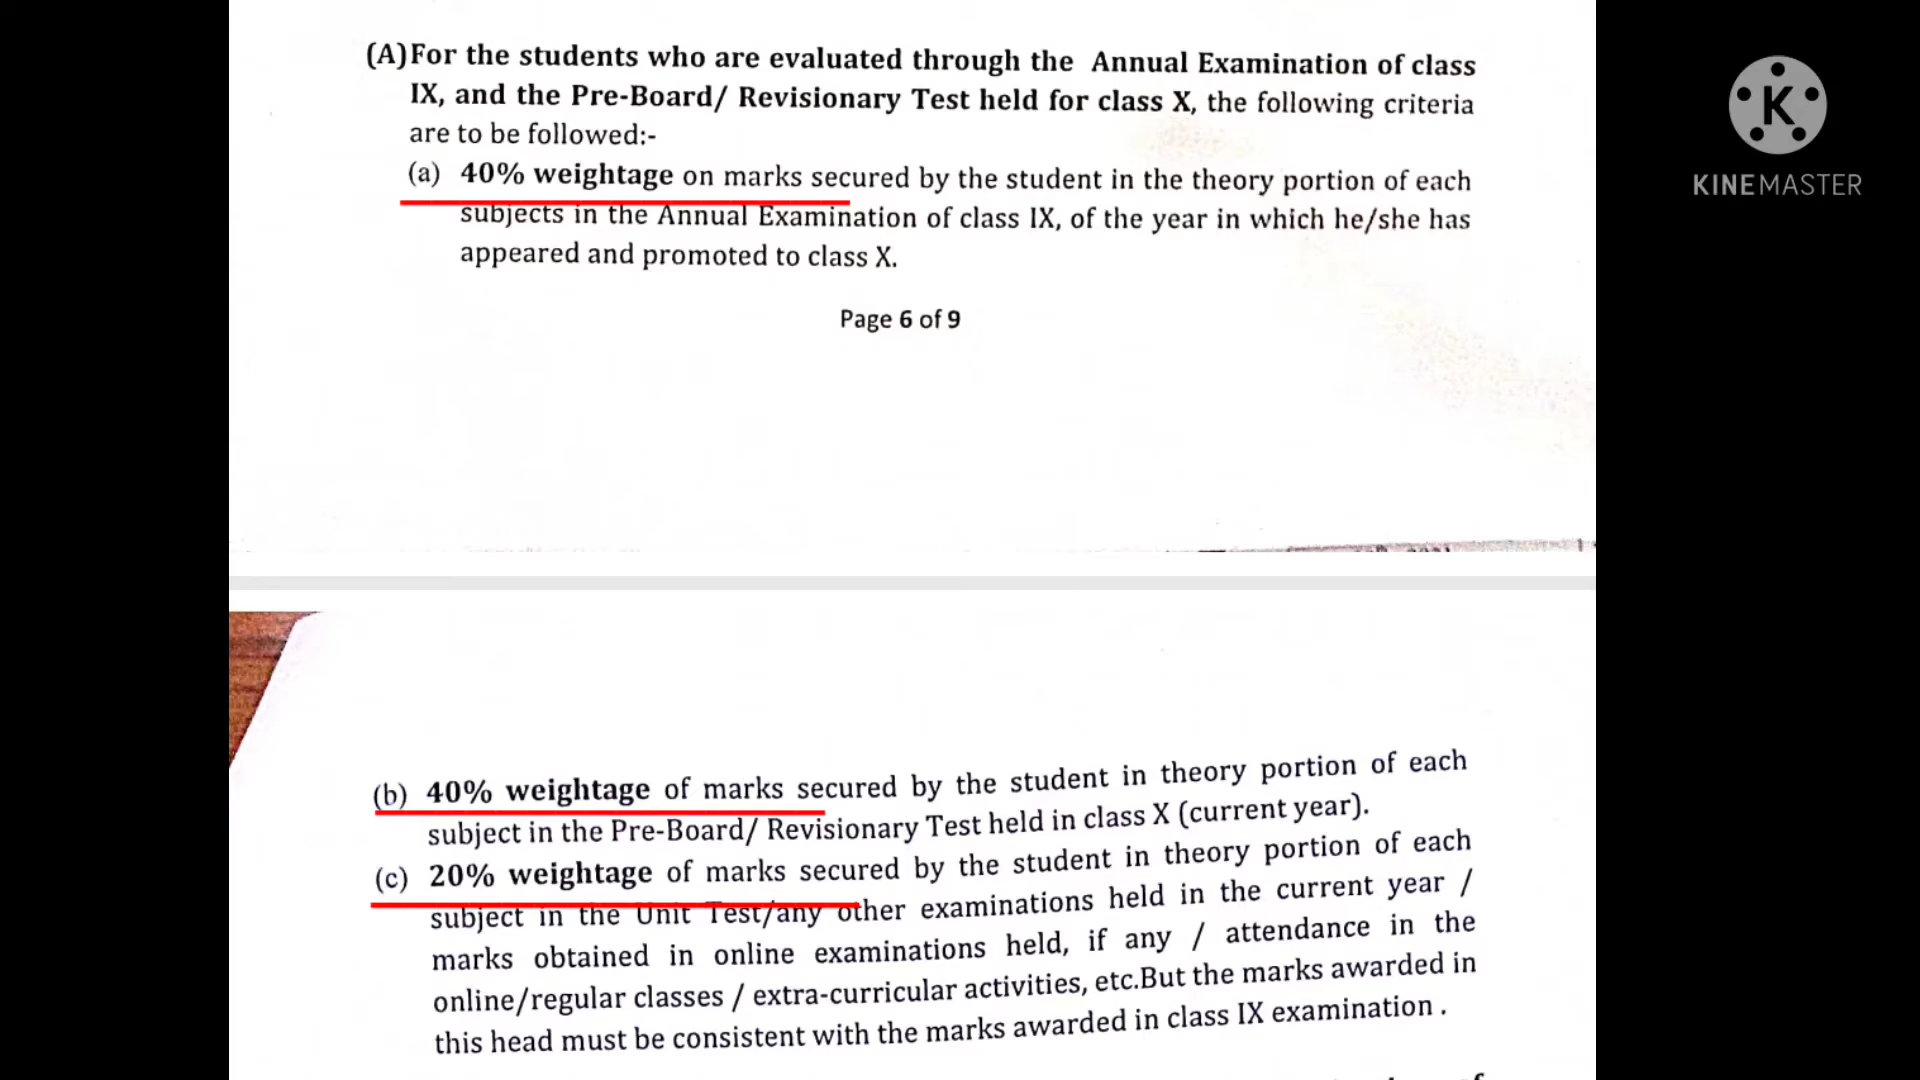 (A)For the students who are evaluated through the Annual Examination of class
IX, and the Pre-Board/ Revisionary Test held for class X, the following criteria
are to be followed:-
(a) 40% weightage on marks secured by the student in the theory portion of each
subjects in the Annual Examination of class IX, of the year in which he/she has
appeared and promoted to class X.
Page 6 of 9
(b) 40% weightage of marks secured by the student in theory portion of each
subject in the Pre-Board/ Revisionary Test held in class X (current year).
(c) 20% weightage of marks secured by the student in theory portion of each
subject in the Unit Test/any other examinations held in the current year /
marks obtained in online examinations held, if any / attendance in the
online/regular classes / extra-curricular activities, etc.But the marks awarded in
this head must be consistent with the marks awarded in class IX examination .
K
KINEMASTER